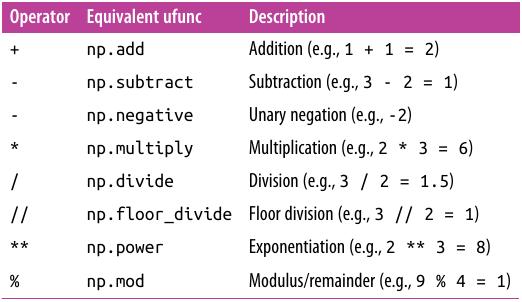 Operator Equivalent ufunc Description
+ np.add Addition (e.g., 1 + 1 = 2)
- np.subtract Subtraction (e.g., 3 - 2 = 1)
- np.negative Unary negation (e.g., -2)
* np.multiply Multiplication (e.g., 2 * 3 = 6)
/ np.divide Division (e.g., 3 / 2 = 1.5)
// np.floor_divide Floor division (e.g., 3 // 2 = 1)
** np.power Exponentiation (e.g., 2 ** 3 = 8)
% np.mod Modulus/remainder (e.g., 9 % 4 = 1)